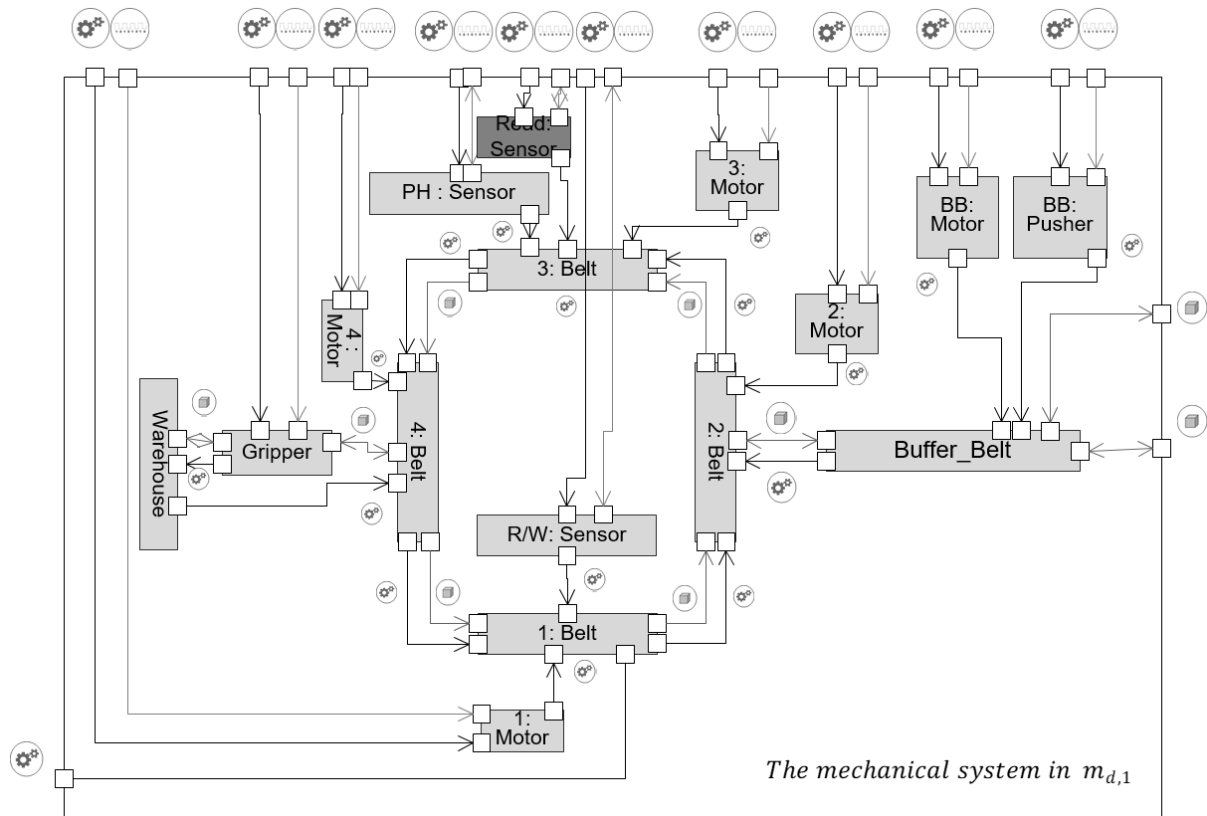 Read:
Sensor
PH : Sensor
3:
Motor
BB:
Motor
BB:
Pusher
3: Belt
4 :
Motor
2:
Motor
Warehouse
Gripper
4: Belt
2: Belt
Buffer_Belt
R/W: Sensor
1: Belt
1:
Motor
The mechanical system in m_{d,1}